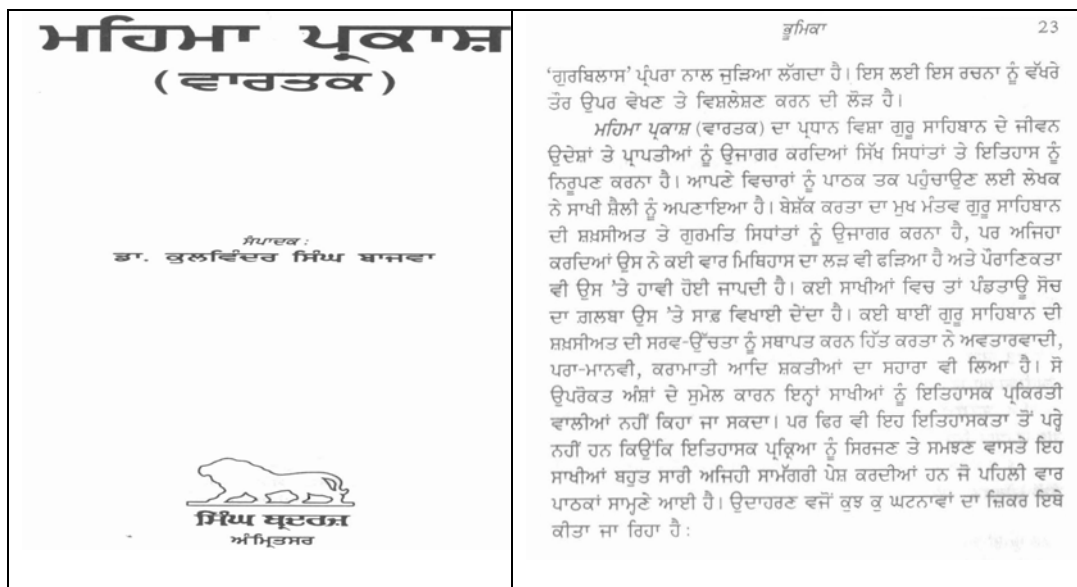 ਮਹਿਮਾ ਪ੍ਰਕਾਸ਼
(ਵਾਰਤਕ)
ਸੰਪਾਦਕ :
ਡਾ. ਕੁਲਵਿੰਦਰ ਸਿੰਘ ਬਾਜਵਾ
ਸਿੰਘ ਬ੍ਰਦਰਜ਼
ਅੰਮ੍ਰਿਤਸਰ
ਭੂਮਿਕਾ 23
'ਗੁਰਬਿਲਾਸ' ਪ੍ਰੰਪਰਾ ਨਾਲ ਜੁੜਿਆ ਲੱਗਦਾ ਹੈ। ਇਸ ਲਈ ਇਸ ਰਚਨਾ ਨੂੰ ਵੱਖਰੇ
ਤੌਰ ਉਪਰ ਵੇਖਣ ਤੇ ਵਿਸ਼ਲੇਸ਼ਣ ਕਰਨ ਦੀ ਲੋੜ ਹੈ।
ਮਹਿਮਾ ਪ੍ਰਕਾਸ਼ (ਵਾਰਤਕ) ਦਾ ਪ੍ਰਧਾਨ ਵਿਸ਼ਾ ਗੁਰੂ ਸਾਹਿਬਾਨ ਦੇ ਜੀਵਨ
ਉਦੇਸ਼ਾਂ ਤੇ ਪ੍ਰਾਪਤੀਆਂ ਨੂੰ ਉਜਾਗਰ ਕਰਦਿਆਂ ਸਿੱਖ ਸਿਧਾਂਤਾਂ ਤੇ ਇਤਿਹਾਸ ਨੂੰ
ਨਿਰੂਪਣ ਕਰਨਾ ਹੈ। ਆਪਣੇ ਵਿਚਾਰਾਂ ਨੂੰ ਪਾਠਕ ਤਕ ਪਹੁੰਚਾਉਣ ਲਈ ਲੇਖਕ
ਨੇ ਸਾਖੀ ਸ਼ੈਲੀ ਨੂੰ ਅਪਣਾਇਆ ਹੈ। ਬੇਸ਼ੱਕ ਕਰਤਾ ਦਾ ਮੁਖ ਮੰਤਵ ਗੁਰੂ ਸਾਹਿਬਾਨ
ਦੀ ਸ਼ਖ਼ਸੀਅਤ ਤੇ ਗੁਰਮਤਿ ਸਿਧਾਂਤਾਂ ਨੂੰ ਉਜਾਗਰ ਕਰਨਾ ਹੈ, ਪਰ ਅਜਿਹਾ
ਕਰਦਿਆਂ ਉਸ ਨੇ ਕਈ ਵਾਰ ਮਿਥਿਹਾਸ ਦਾ ਲੜ ਵੀ ਫੜਿਆ ਹੈ ਅਤੇ ਪੌਰਾਣਿਕਤਾ
ਵੀ ਉਸ 'ਤੇ ਹਾਵੀ ਹੋਈ ਜਾਪਦੀ ਹੈ। ਕਈ ਸਾਖੀਆਂ ਵਿਚ ਤਾਂ ਪੰਡਤਾਊ ਸੋਚ
ਦਾ ਗ਼ਲਬਾ ਉਸ 'ਤੇ ਸਾਫ਼ ਵਿਖਾਈ ਦੇਂਦਾ ਹੈ। ਕਈ ਥਾਈਂ ਗੁਰੂ ਸਾਹਿਬਾਨ ਦੀ
ਸ਼ਖ਼ਸੀਅਤ ਦੀ ਸਰਵ-ਉੱਚਤਾ ਨੂੰ ਸਥਾਪਤ ਕਰਨ ਹਿੱਤ ਕਰਤਾ ਨੇ ਅਵਤਾਰਵਾਦੀ,
ਪਰਾ-ਮਾਨਵੀ, ਕਰਾਮਾਤੀ ਆਦਿ ਸ਼ਕਤੀਆਂ ਦਾ ਸਹਾਰਾ ਵੀ ਲਿਆ ਹੈ। ਸੋ
ਉਪਰੋਕਤ ਅੰਸ਼ਾਂ ਦੇ ਸੁਮੇਲ ਕਾਰਨ ਇਨ੍ਹਾਂ ਸਾਖੀਆਂ ਨੂੰ ਇਤਿਹਾਸਕ ਪ੍ਰਕਿਰਤੀ
ਵਾਲੀਆਂ ਨਹੀਂ ਕਿਹਾ ਜਾ ਸਕਦਾ। ਪਰ ਫਿਰ ਵੀ ਇਹ ਇਤਿਹਾਸਕਤਾ ਤੋਂ ਪਰ੍ਹੇ
ਨਹੀਂ ਹਨ ਕਿਉਂਕਿ ਇਤਿਹਾਸਕ ਪ੍ਰਕ੍ਰਿਆ ਨੂੰ ਸਿਰਜਣ ਤੇ ਸਮਝਣ ਵਾਸਤੇ ਇਹ
ਸਾਖੀਆਂ ਬਹੁਤ ਸਾਰੀ ਅਜਿਹੀ ਸਾਮੱਗਰੀ ਪੇਸ਼ ਕਰਦੀਆਂ ਹਨ ਜੋ ਪਹਿਲੀ ਵਾਰ
ਪਾਠਕਾਂ ਸਾਮ੍ਹਣੇ ਆਈ ਹੈ। ਉਦਾਹਰਣ ਵਜੋਂ ਕੁਝ ਕੁ ਘਟਨਾਵਾਂ ਦਾ ਜ਼ਿਕਰ ਇਥੇ
ਕੀਤਾ ਜਾ ਰਿਹਾ ਹੈ :